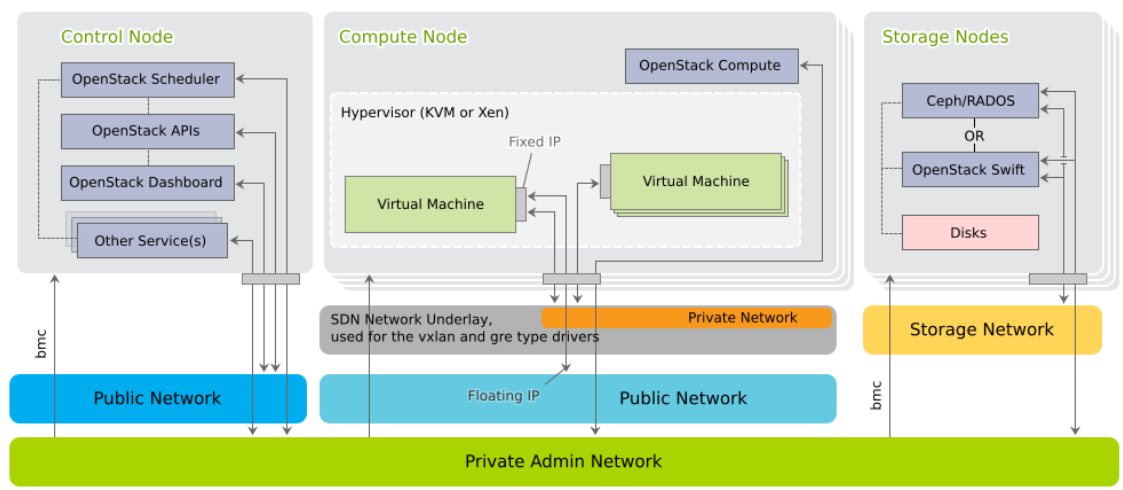 Control Node
OpenStack Scheduler
OpenStack APIs
OpenStack Dashboard
Other Service(s)
Compute Node
OpenStack Compute
Hypervisor (KVM or Xen)
Fixed IP
Virtual Machine
Virtual Machine
Storage Nodes
Ceph/RADOS
OR
OpenStack Swift
Disks
bmc
SDN Network Underlay,
used for the vxlan and gre type drivers
Private Network
Storage Network
Public Network
Floating IP
Public Network
bmc
Private Admin Network